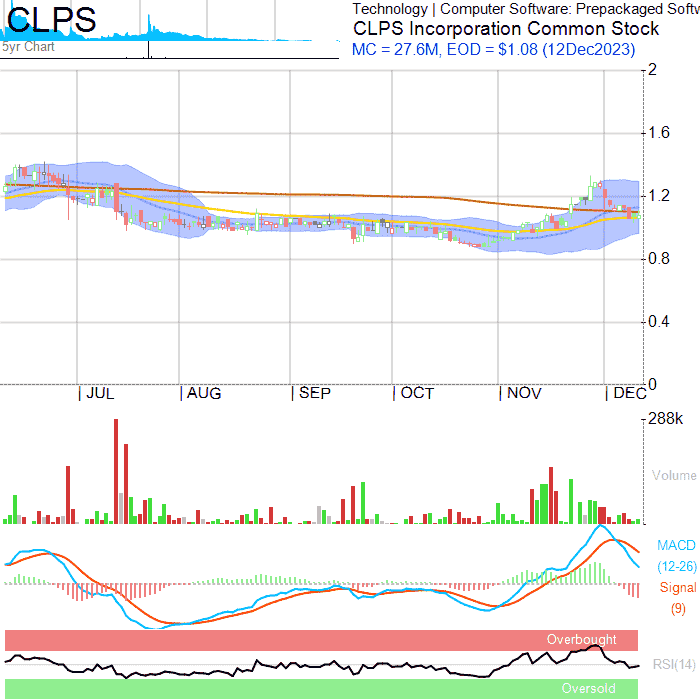 CLPS
5yr Chart
Technology | Computer Software: Prepackaged Softw
CLPS Incorporation Common Stock
MC = 27.6M, EOD = $1.08 (12Dec2023)
2
1.6
1.2
0.8
0.4
0
| JUL | AUG | SEP | OCT | NOV | DEC
288k
Volume
MACD
(12-26)
Signal
(9)
Overbought
RSI(14)
Oversold